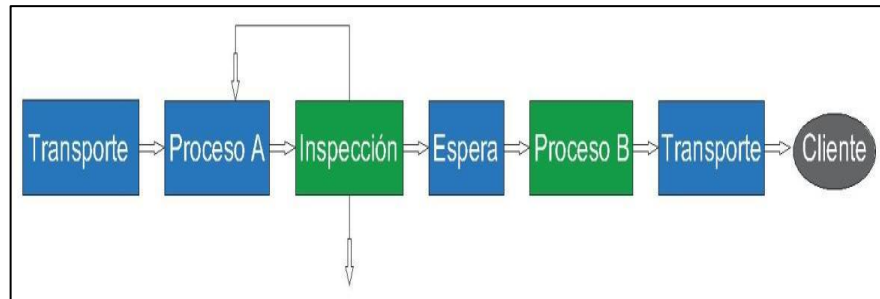 Transporte
Proceso A
Inspección
Espera
Proceso B
Transporte
Cliente